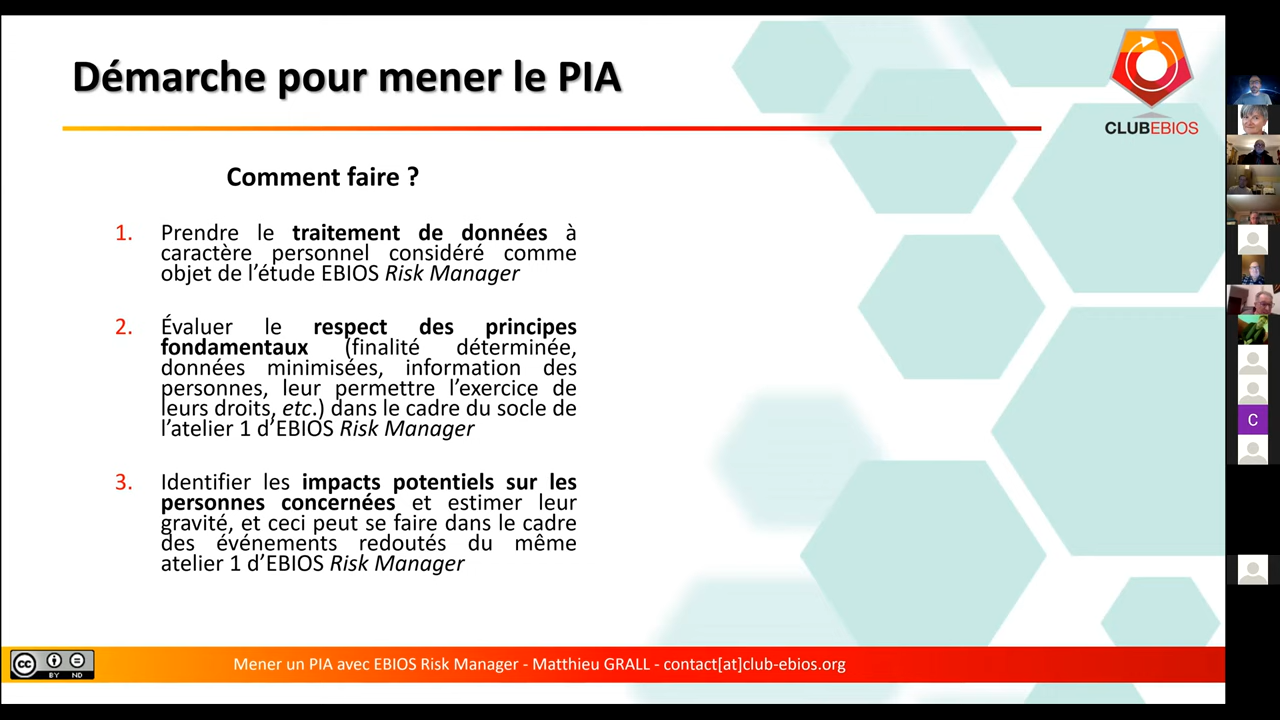 Démarche pour mener le PIA
CLUBEBIOS
Comment faire ?
1. Prendre le traitement de données à
caractère personnel considéré comme
objet de l’étude EBIOS Risk Manager
2. Évaluer le respect des principes
fondamentaux (finalité déterminée,
données minimisées, information des
personnes, leur permettre l’exercice de
leurs droits, etc.) dans le cadre du socle de
l’atelier 1 d’EBIOS Risk Manager
3. Identifier les impacts potentiels sur les
personnes concernées et estimer leur
gravité, et ceci peut se faire dans le cadre
des événements redoutés du même
atelier 1 d’EBIOS Risk Manager
C
cc BY ND
Mener un PIA avec EBIOS Risk Manager - Matthieu GRALL - contact[at]club-ebios.org